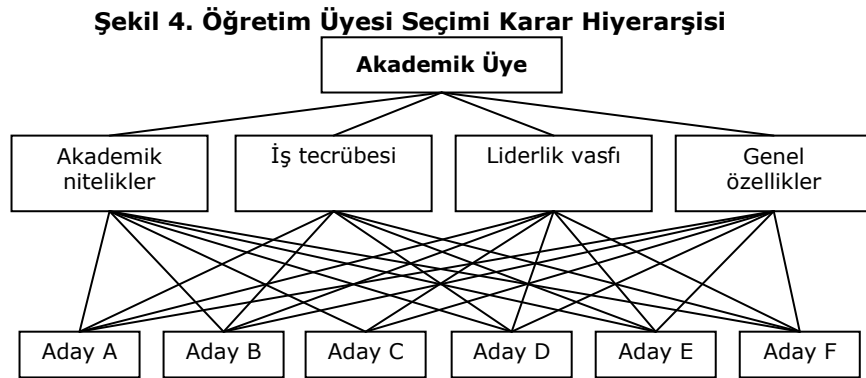 Şekil 4. Öğretim Üyesi Seçimi Karar Hiyerarşisi
Akademik Üye
Akademik
nitelikler
İş tecrübesi
Liderlik vasfı
Genel
özellikler
Aday A
Aday B
Aday C
Aday D
Aday E
Aday F